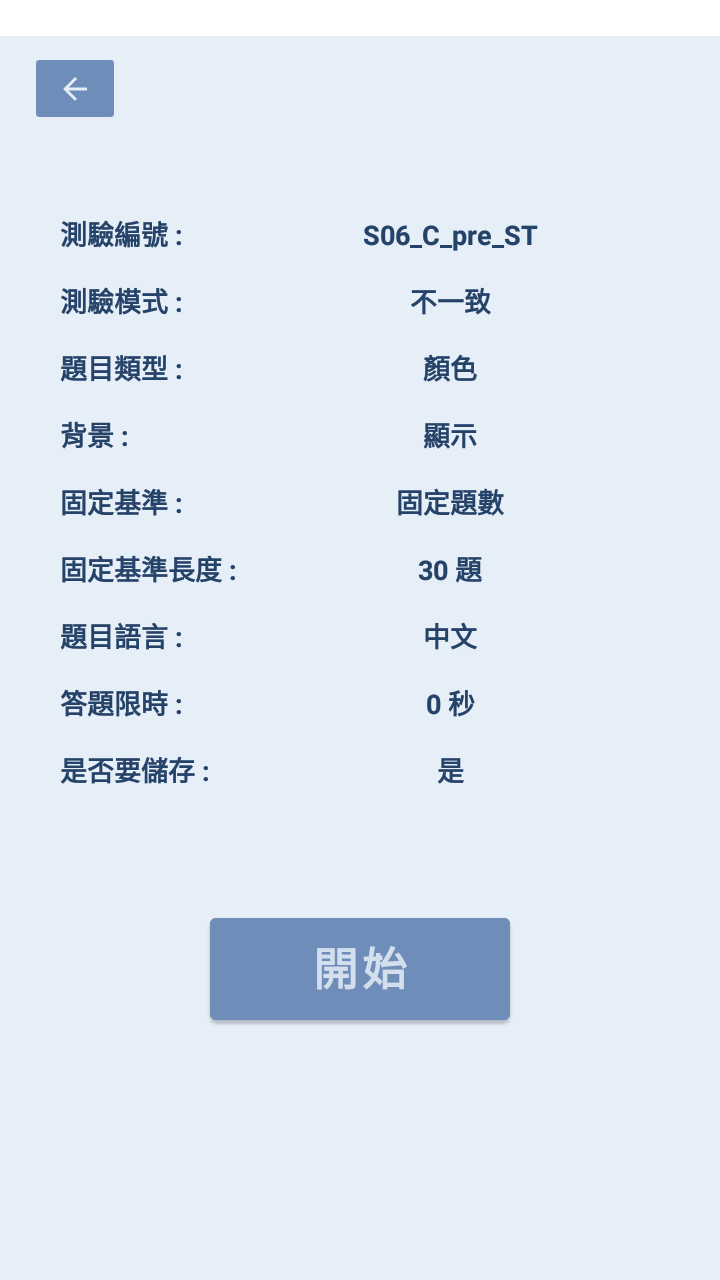 測驗編號 : S06_C_pre_ST
測驗模式 : 不一致
題目類型 : 顏色
背景 : 顯示
固定基準 : 固定題數
固定基準長度 : 30 題
題目語言 : 中文
答題限時 : 0 秒
是否要儲存 : 是
開始